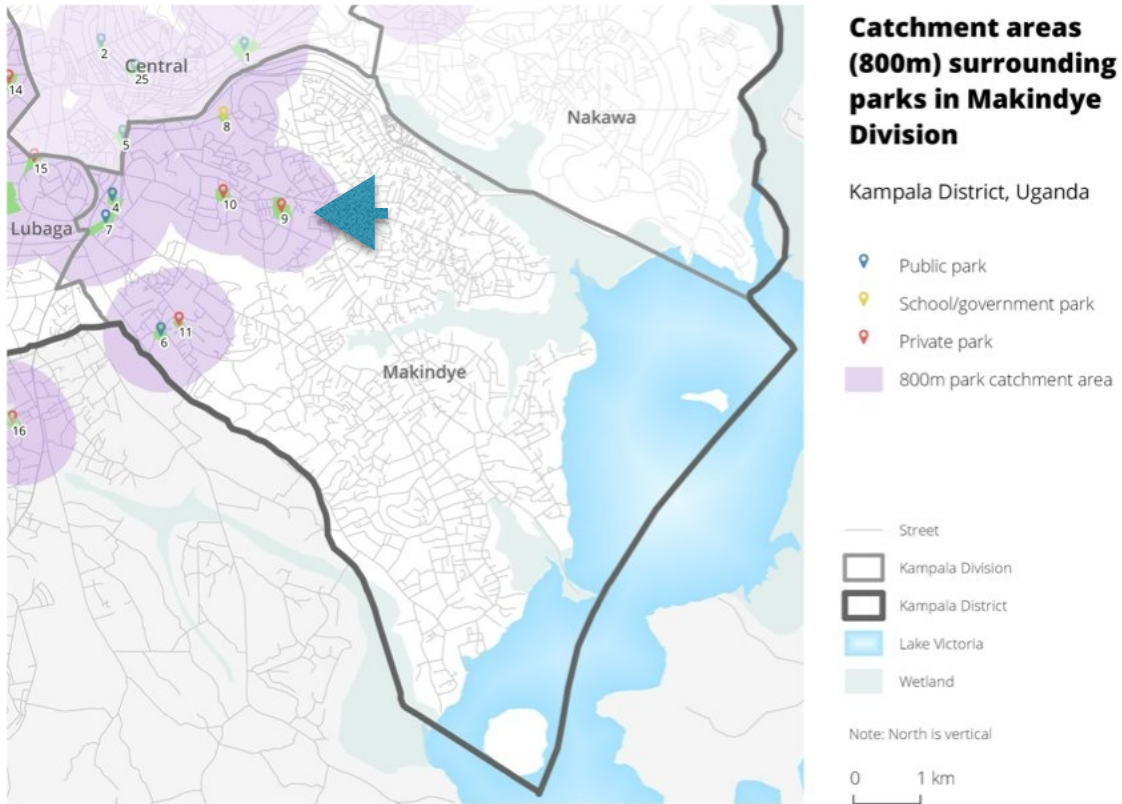 2
Central
25
1
14
8
5
15
4
7
Lubaga
10
9
Nakawa
11
6
Makindye
16
Catchment areas
(800m) surrounding
parks in Makindye
Division
Kampala District, Uganda
Public park
School/government park
Private park
800m park catchment area
Street
Kampala Division
Kampala District
Lake Victoria
Wetland
Note: North is vertical
0 1 km